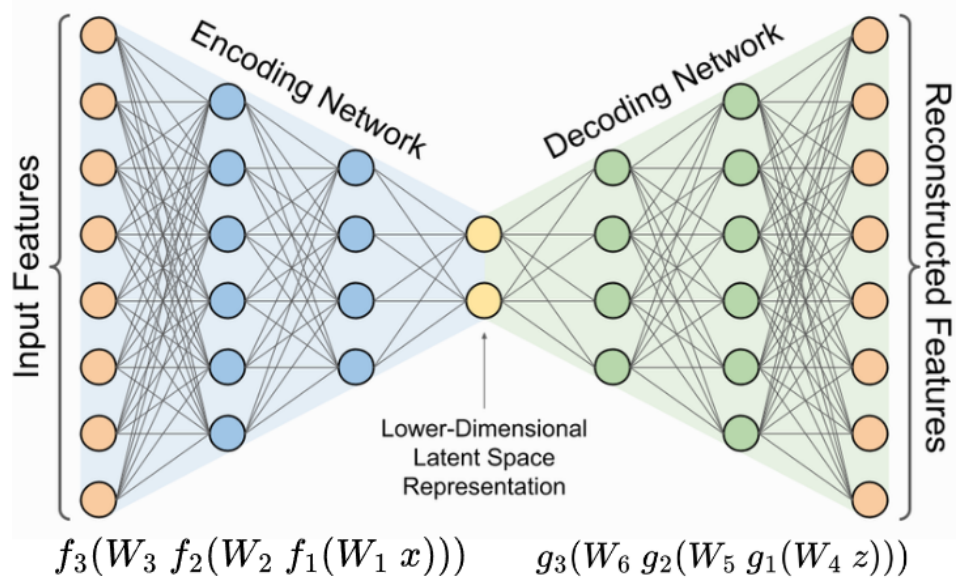 Input Features
Encoding Network
Decoding Network
Reconstructed Features
Lower-Dimensional
Latent Space
Representation
f₃(W₃ f₂(W₂ f₁(W₁ x)))
g₃(W₆ g₂(W₅ g₁(W₄ z)))